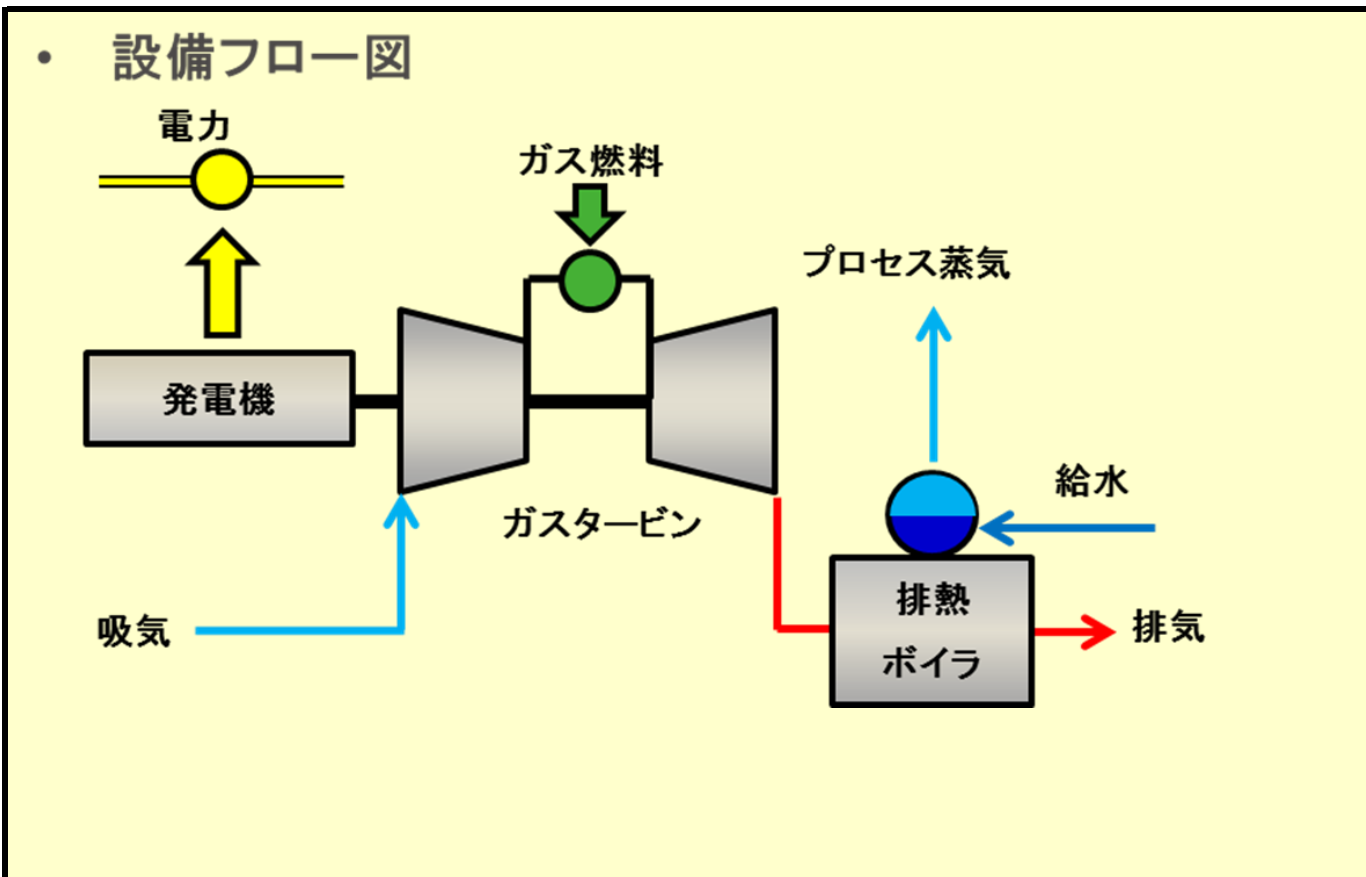 • 設備フロー図
電力
ガス燃料
プロセス蒸気
発電機
給水
ガスタービン
排熱
ボイラ
吸気
排気